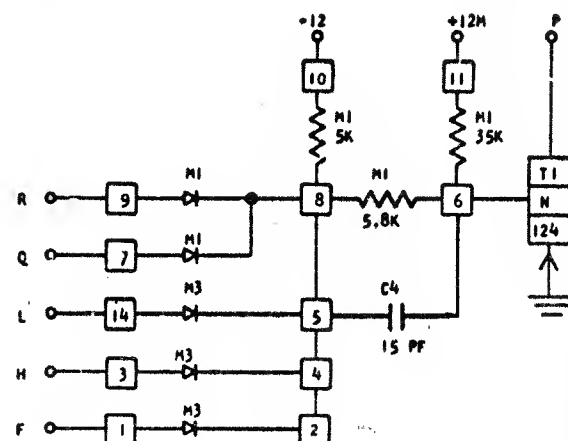 -12 +12M P
10 11
M1 M1
5K 35K
T1
R 9 M1 8 M1 6 N
5.8K
124
Q 7 M1
L 14 M3 5 C4
15 PF
H 3 M3 4
F 1 M3 2